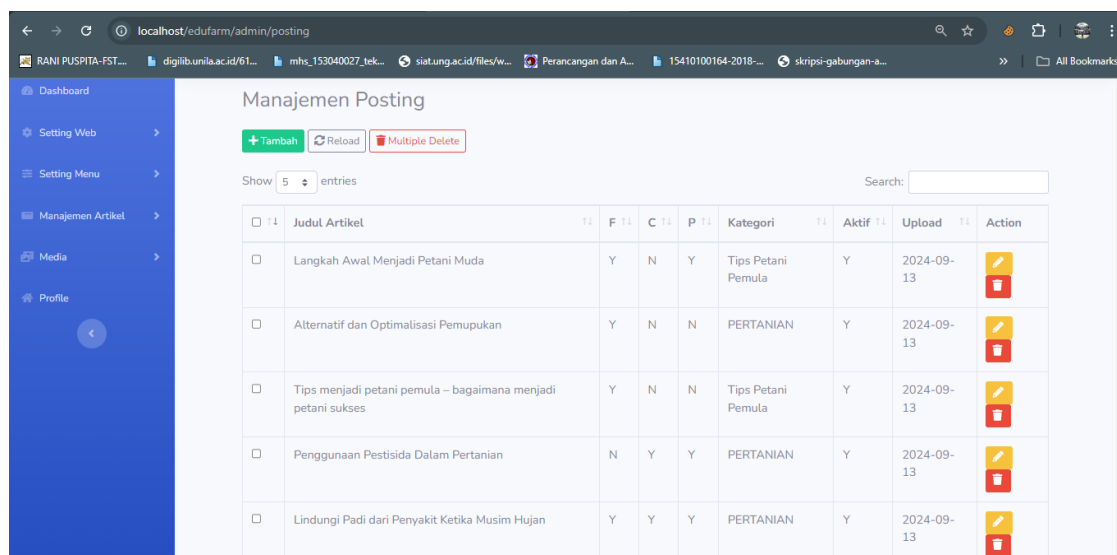 localhost/edufarm/admin/posting
RANI PUSPITA-FST....
digilib.unila.ac.id/61...
mhs_153040027_tek...
siat.ung.ac.id/files/w...
Perancangan dan A...
15410100164-2018-...
skripsi-gabungan-a...
»
All Bookmarks
Dashboard
Setting Web
Setting Menu
Manajemen Artikel
Media
Profile
Manajemen Posting
Tambah
Reload
Multiple Delete
Show 5 entries
Search:
Judul Artikel F C P Kategori Aktif Upload Action
Langkah Awal Menjadi Petani Muda Y N Y Tips Petani Y 2024-09-
Pemula 13
Alternatif dan Optimalisasi Pemupukan Y N N PERTANIAN Y 2024-09-
13
Tips menjadi petani pemula – bagaimana menjadi Y N N Tips Petani Y 2024-09-
petani sukses Pemula 13
Penggunaan Pestisida Dalam Pertanian N Y Y PERTANIAN Y 2024-09-
13
Lindungi Padi dari Penyakit Ketika Musim Hujan Y Y Y PERTANIAN Y 2024-09-
13